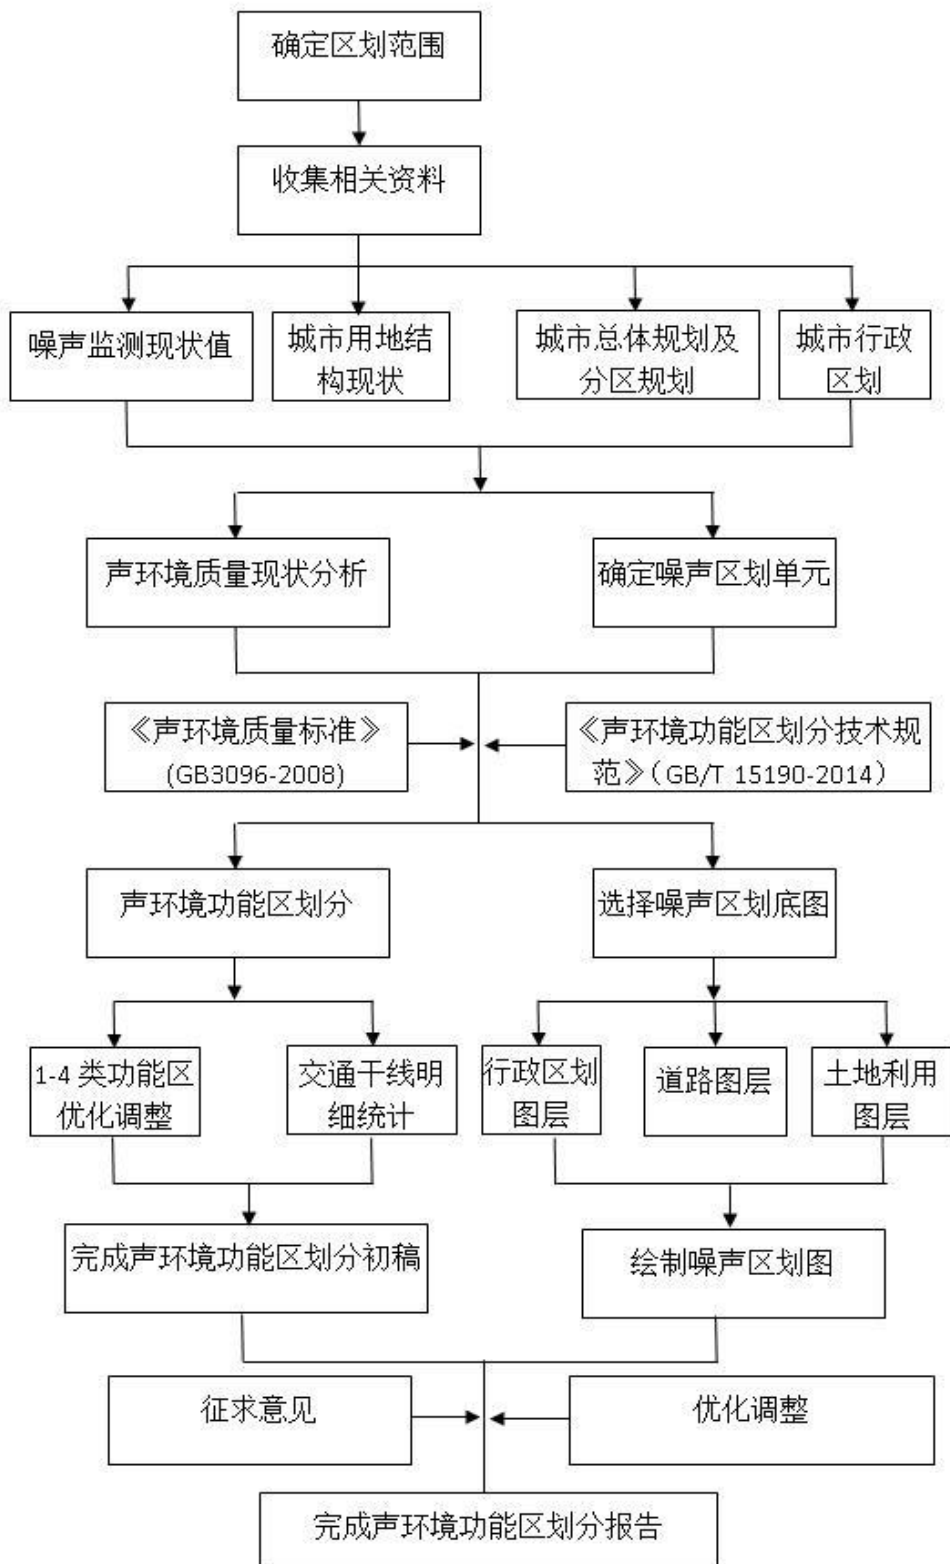 确定区划范围
收集相关资料
噪声监测现状值
城市用地结
构现状
城市总体规划及
分区规划
城市行政
区划
声环境质量现状分析
确定噪声区划单元
《声环境质量标准》
(GB3096-2008)
《声环境功能区划分技术规
范》（GB/T 15190-2014）
声环境功能区划分
选择噪声区划底图
1-4 类功能区
优化调整
交通干线明
细统计
行政区划
图层
道路图层
土地利用
图层
完成声环境功能区划分初稿
绘制噪声区划图
征求意见
优化调整
完成声环境功能区划分报告